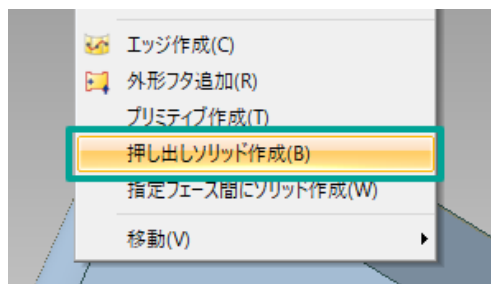 エッジ作成(C)
外形フタ追加(R)
プリミティブ作成(T)
押し出しソリッド作成(B)
指定フェース間にソリッド作成(W)
移動(V)